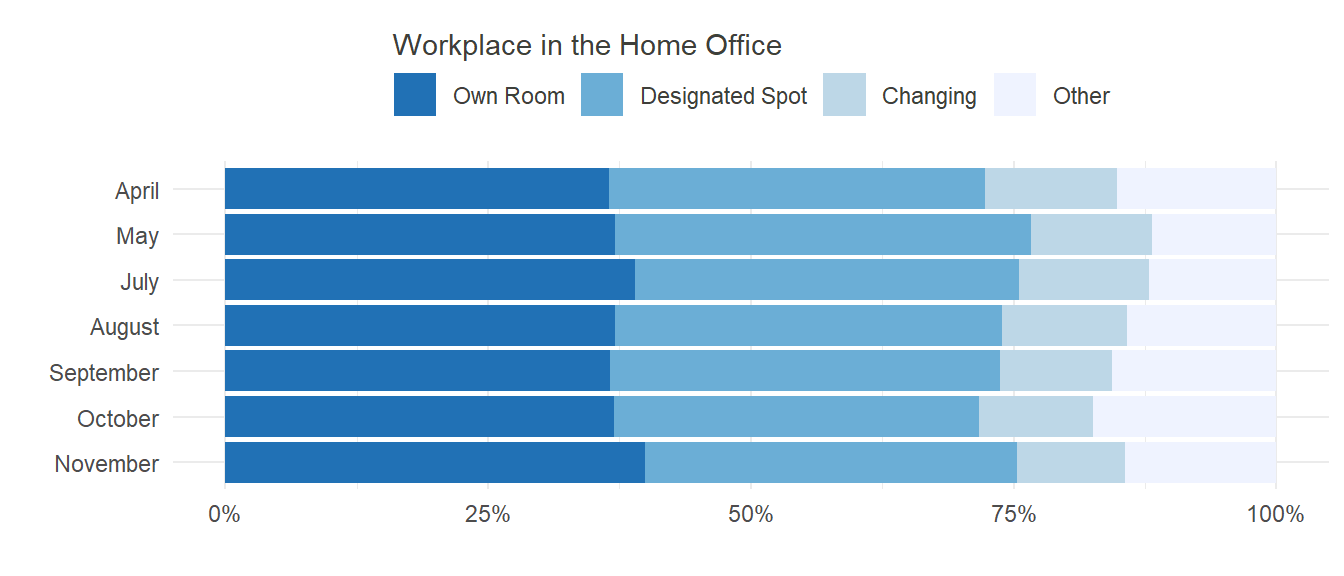 Workplace in the Home Office
Own Room Designated Spot Changing Other
April
May
July
August
September
October
November
0% 25% 50% 75% 100%